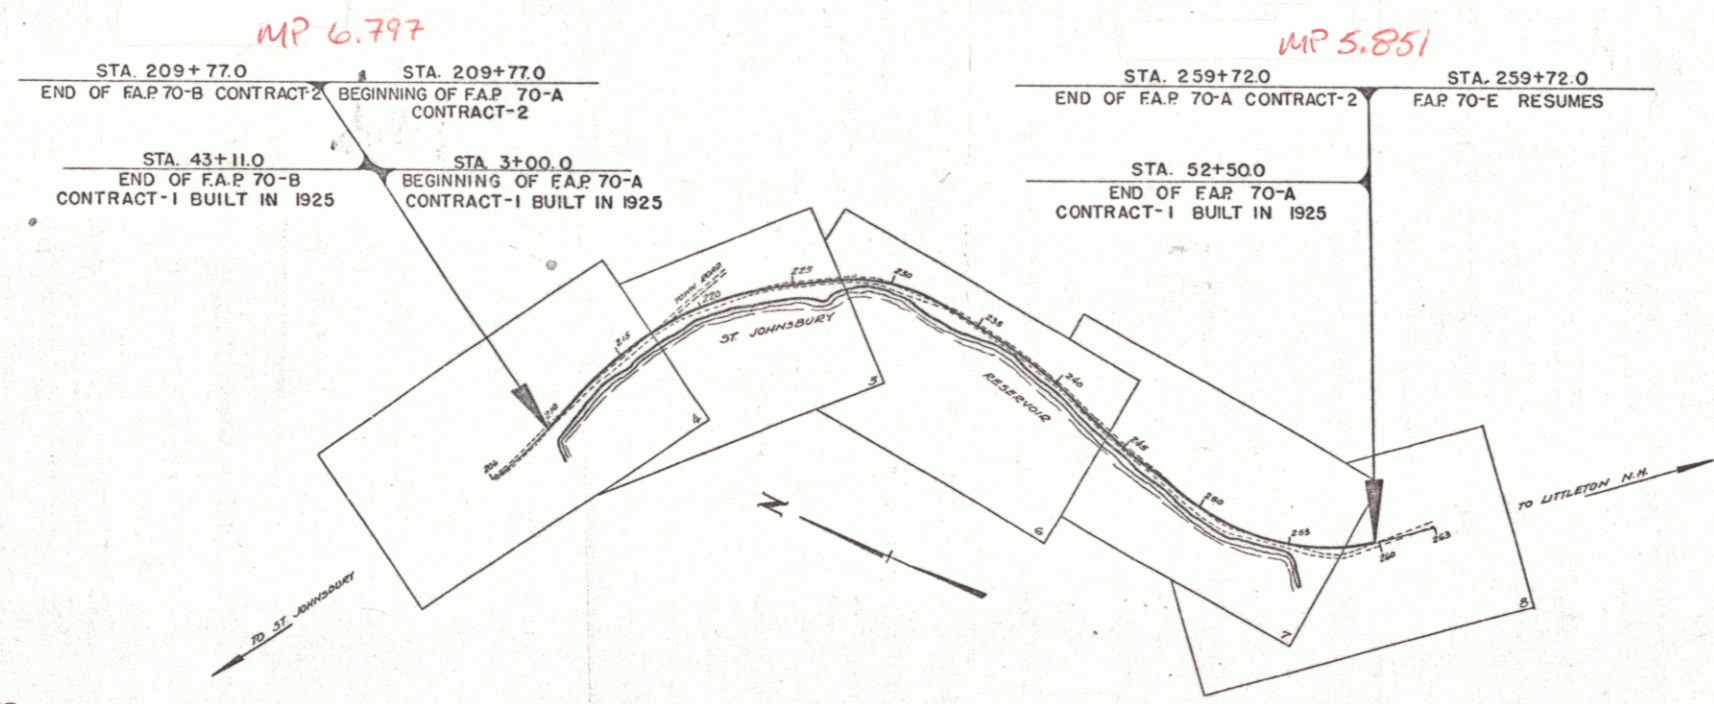 MP 6.797
STA. 209+77.0
END OF F.A.P. 70-B CONTRACT-2
STA. 209+77.0
BEGINNING OF F.A.P. 70-A
CONTRACT-2
STA. 43+11.0
END OF F.A.P. 70-B
CONTRACT-1 BUILT IN 1925
STA. 3+00.0
BEGINNING OF F.A.P. 70-A
CONTRACT-1 BUILT IN 1925
MP 5.851
STA. 259+72.0
END OF F.A.P. 70-A CONTRACT-2
STA. 259+72.0
F.A.P. 70-E RESUMES
STA. 52+50.0
END OF F.A.P. 70-A
CONTRACT-1 BUILT IN 1925
TOWN ROAD
206
210
215
220
225
230
235
240
245
250
255
260
263
ST. JOHNSBURY
RESERVOIR
4
5
6
7
8
N
TO ST. JOHNSBURY
TO LITTLETON N.H.